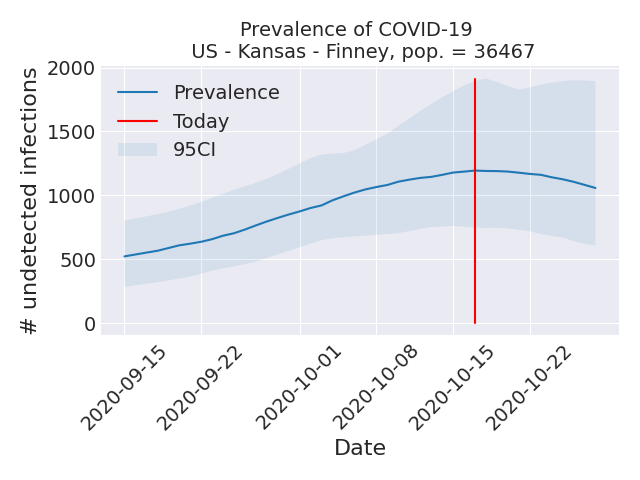 Prevalence of COVID-19
US - Kansas - Finney, pop. = 36467
# undetected infections
2000
1500
1000
500
0
Prevalence
Today
95CI
2020-09-15
2020-09-22
2020-10-01
2020-10-08
2020-10-15
2020-10-22
Date